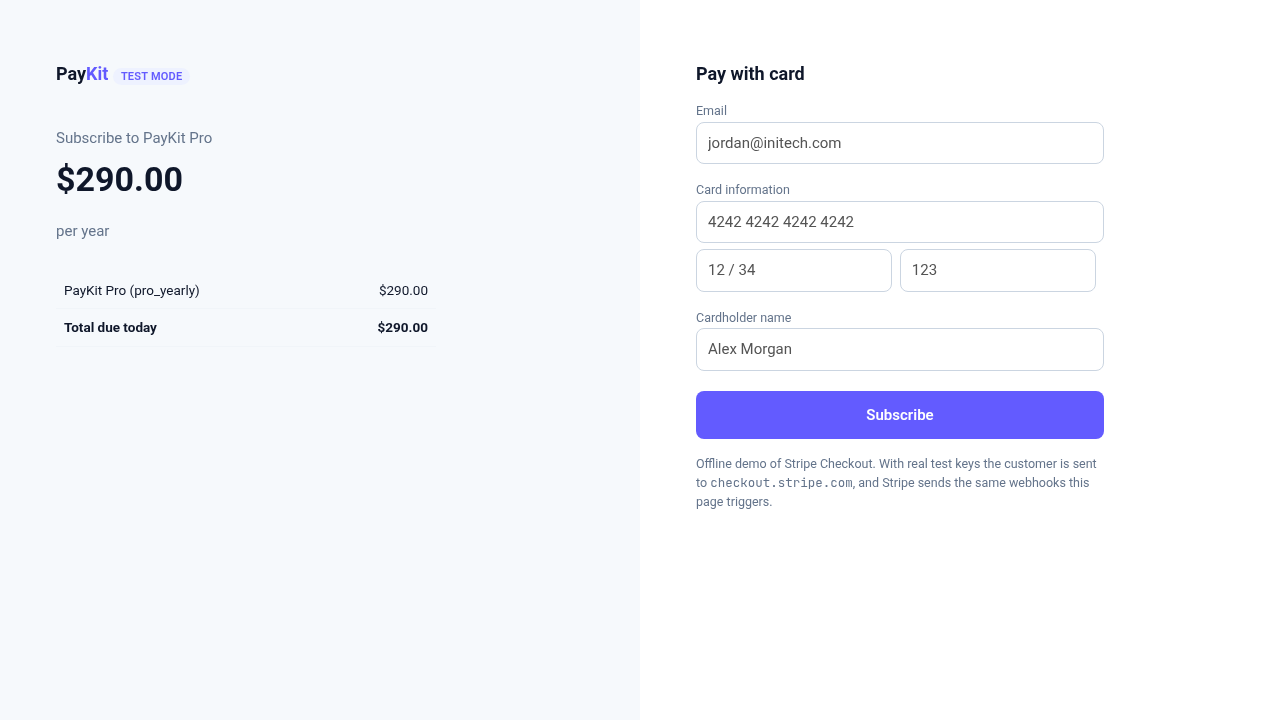 PayKit TEST MODE
Subscribe to PayKit Pro
$290.00
per year
PayKit Pro (pro_yearly) $290.00
Total due today $290.00
Pay with card
Email
jordan@initech.com
Card information
4242 4242 4242 4242
12 / 34 123
Cardholder name
Alex Morgan
Subscribe
Offline demo of Stripe Checkout. With real test keys the customer is sent
to checkout.stripe.com, and Stripe sends the same webhooks this
page triggers.